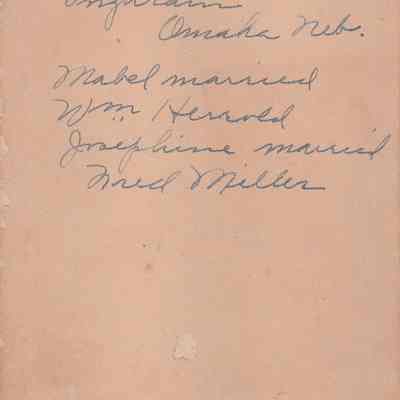 Omaha Neb.
Mabel married
Wm Herrold
Josephine married
Fred Miller